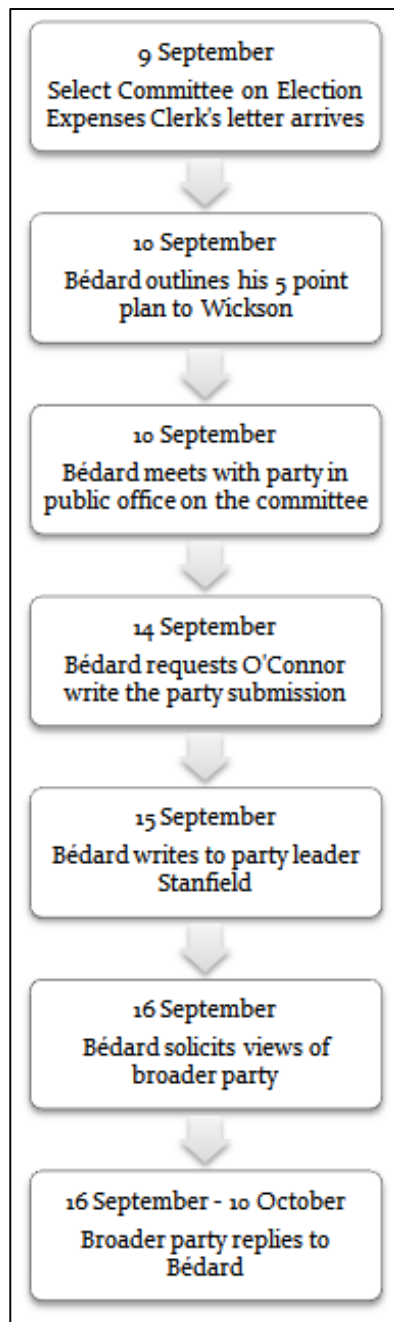 9 September
Select Committee on Election
Expenses Clerk's letter arrives
10 September
Bédard outlines his 5 point
plan to Wickson
10 September
Bédard meets with party in
public office on the committee
14 September
Bédard requests O'Connor
write the party submission
15 September
Bédard writes to party leader
Stanfield
16 September
Bédard solicits views of
broader party
16 September - 10 October
Broader party replies to
Bédard